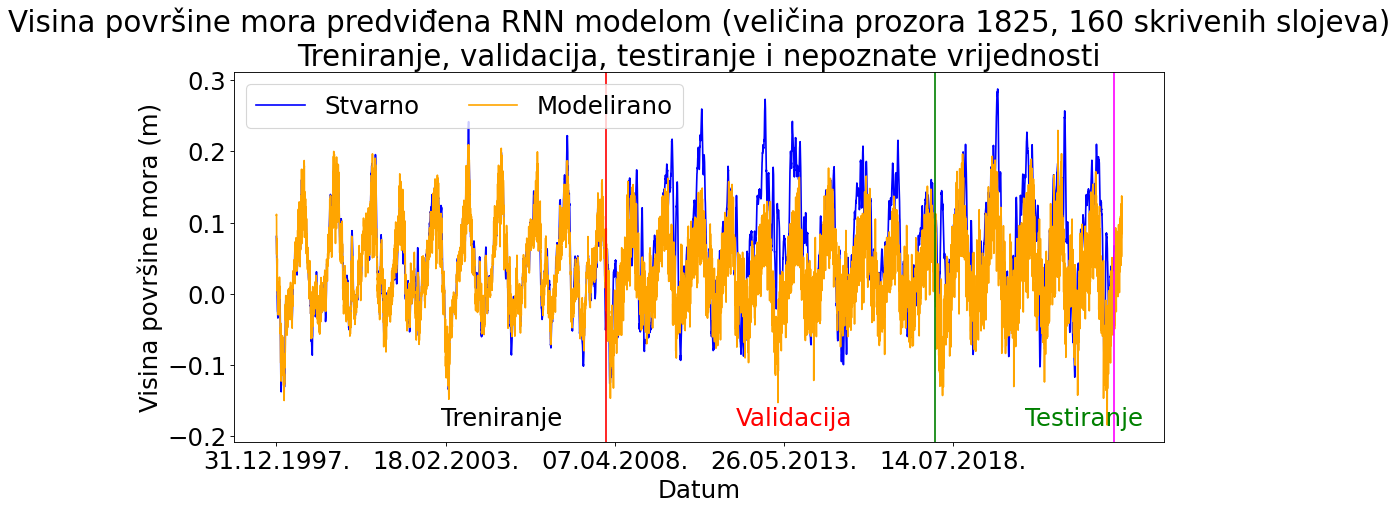 Visina površine mora predviđena RNN modelom (veličina prozora 1825, 160 skrivenih slojeva)
Treniranje, validacija, testiranje i nepoznate vrijednosti
Stvarno
Modelirano
Visina površine mora (m)
0.3
0.2
0.1
0.0
−0.1
−0.2
Treniranje
Validacija
Testiranje
31.12.1997.
18.02.2003.
07.04.2008.
26.05.2013.
14.07.2018.
Datum